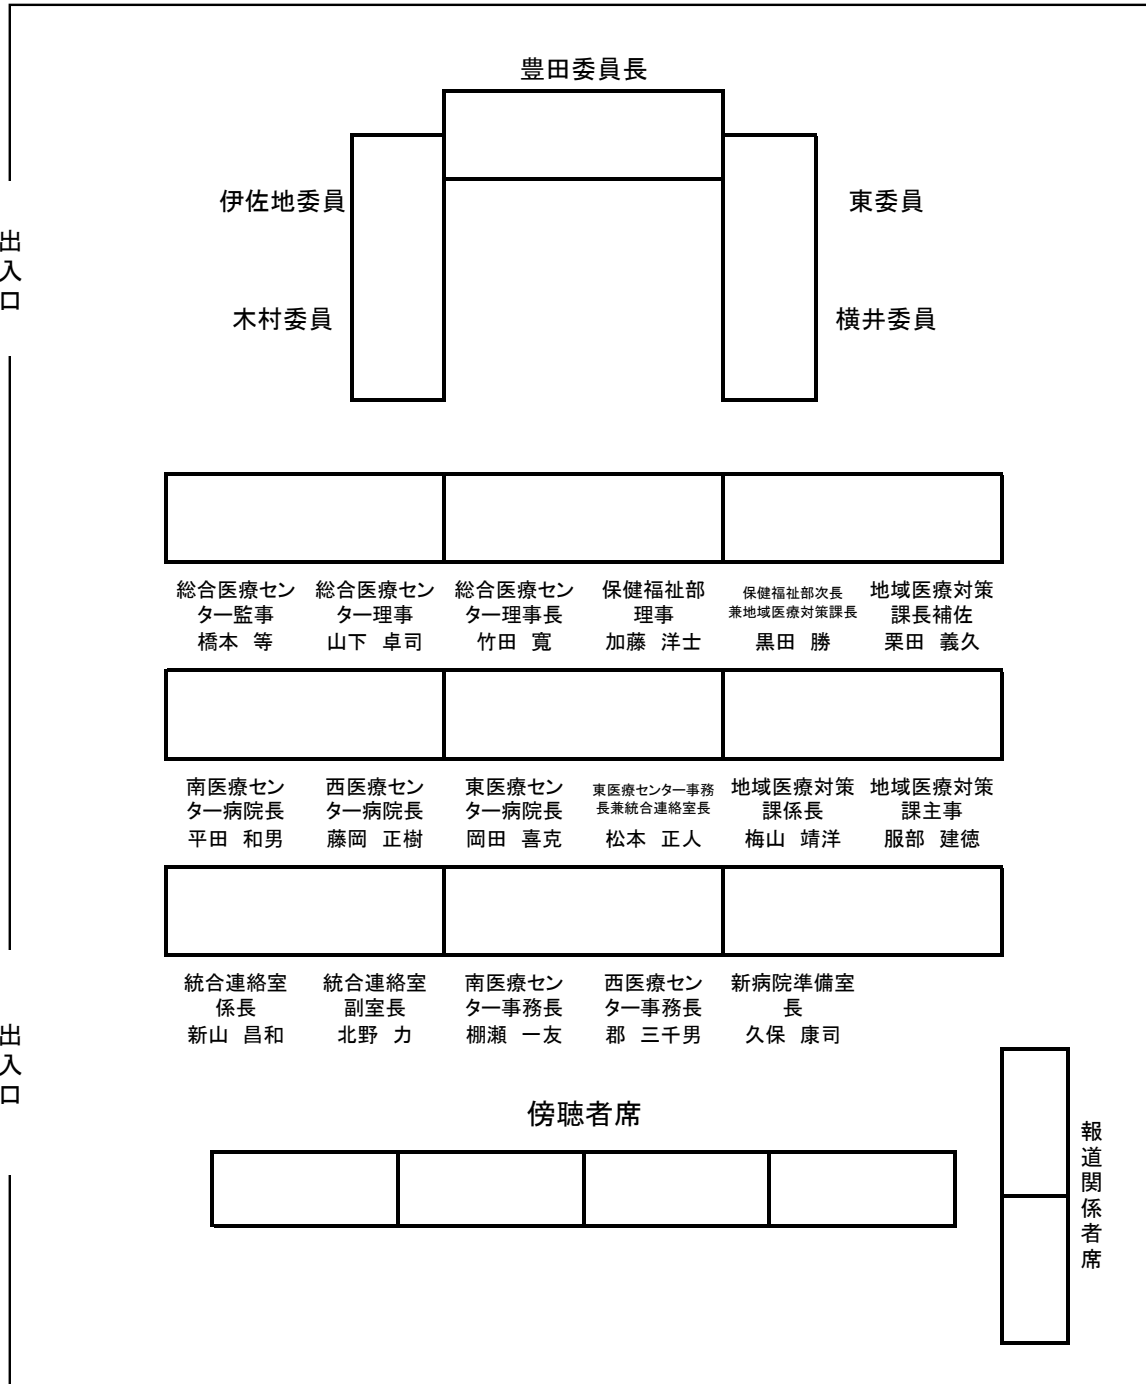 豊田委員長
伊佐地委員
東委員
出入口
木村委員
横井委員
総合医療セン
ター監事
橋本 等
総合医療セン
ター理事
山下 卓司
総合医療セン
ター理事長
竹田 寛
保健福祉部
理事
加藤 洋士
保健福祉部次長
兼地域医療対策課長
黒田 勝
地域医療対策
課長補佐
栗田 義久
南医療セン
ター病院長
平田 和男
西医療セン
ター病院長
藤岡 正樹
東医療セン
ター病院長
岡田 喜克
東医療センター事務
長兼統合連絡室長
松本 正人
地域医療対策
課係長
梅山 靖洋
地域医療対策
課主事
服部 建徳
統合連絡室
係長
新山 昌和
統合連絡室
副室長
北野 力
南医療セン
ター事務長
棚瀬 一友
西医療セン
ター事務長
郡 三千男
新病院準備室
長
久保 康司
出入口
傍聴者席
報道関係者席